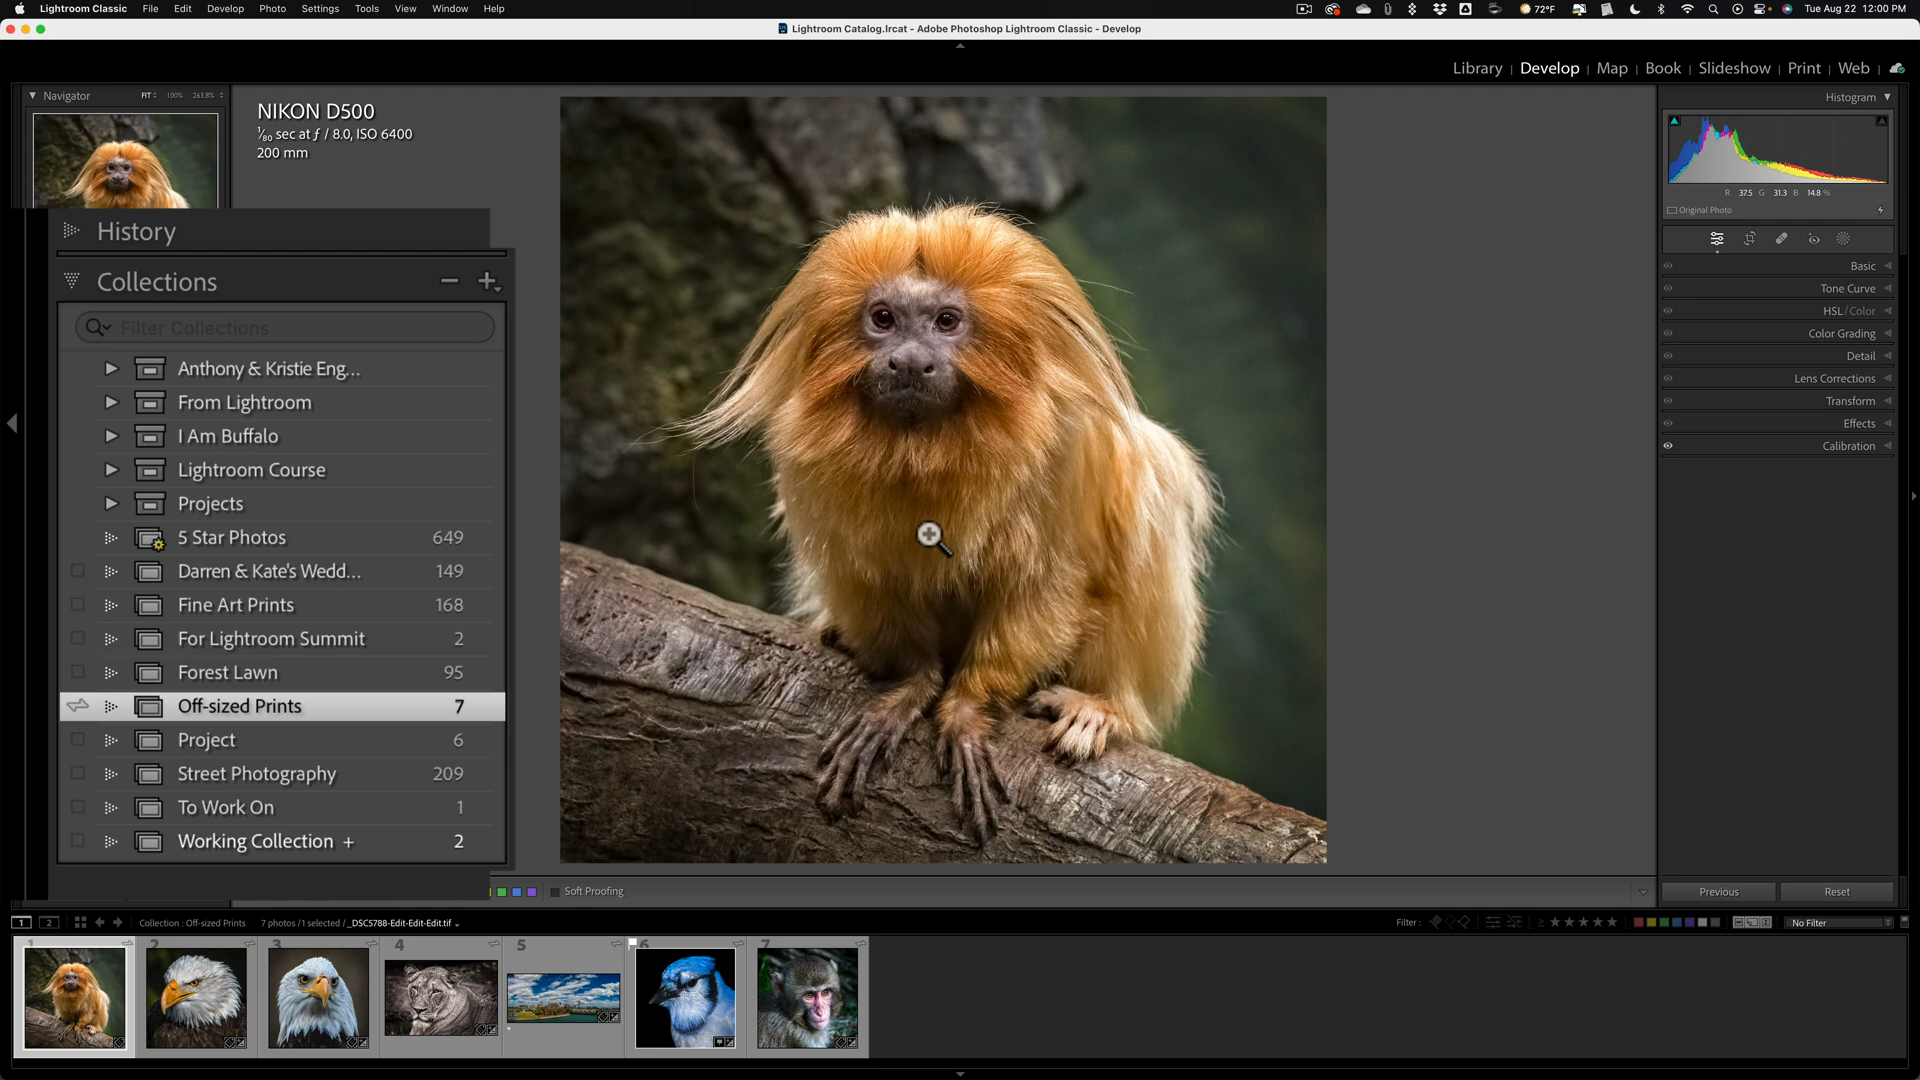 Lightroom Classic File Edit Develop Photo Settings Tools View Window Help 72°F Tue Aug 22 12:00 PM
Lightroom Catalog.lrcat - Adobe Photoshop Lightroom Classic - Develop
Library | Develop | Map | Book | Slideshow | Print | Web
Navigator FIT 100% 263.8%
NIKON D500
1/80 sec at ƒ / 8.0, ISO 6400
200 mm
Histogram
R 37.5 G 31.3 B 14.8 %
Original Photo
History
Collections
Filter Collections
Anthony & Kristie Eng...
From Lightroom
I Am Buffalo
Lightroom Course
Projects
5 Star Photos 649
Darren & Kate's Wedd... 149
Fine Art Prints 168
For Lightroom Summit 2
Forest Lawn 95
Off-sized Prints 7
Project 6
Street Photography 209
To Work On 1
Working Collection + 2
Basic
Tone Curve
HSL / Color
Color Grading
Detail
Lens Corrections
Transform
Effects
Calibration
Soft Proofing
Previous Reset
1 2 Collection : Off-sized Prints 7 photos / 1 selected / _DSC5788-Edit-Edit-Edit.tif
Filter : No Filter
1 2 3 4 5 6 7